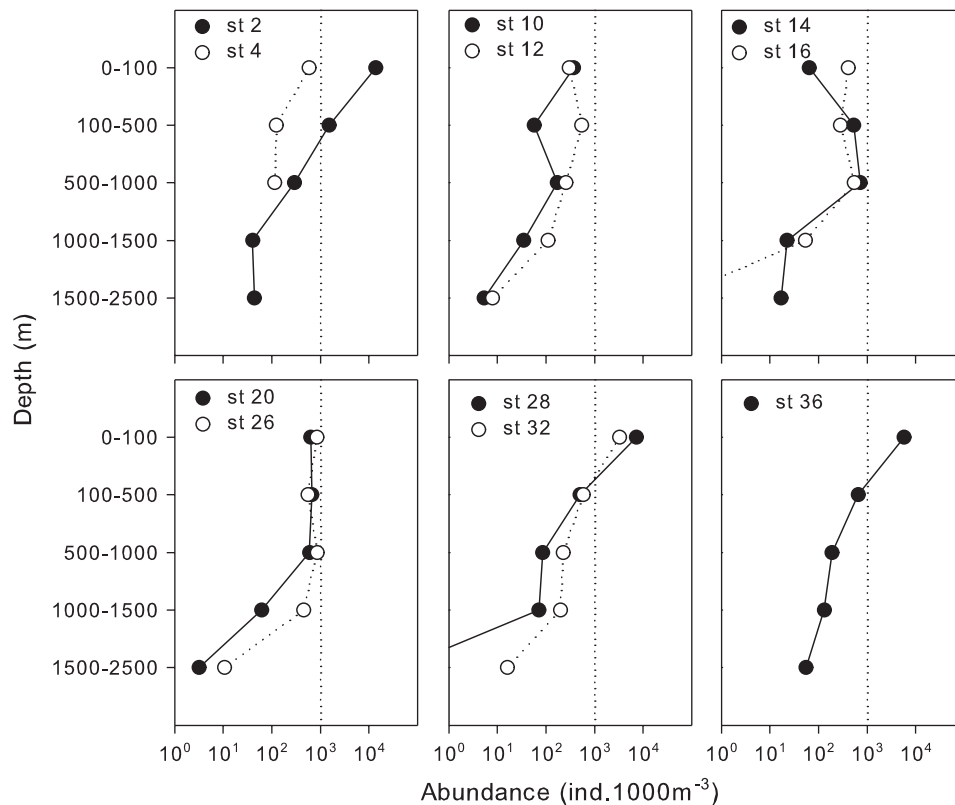 st 2
st 4
st 10
st 12
st 14
st 16
0-100
100-500
500-1000
1000-1500
1500-2500
Depth (m)
st 20
st 26
st 28
st 32
st 36
0-100
100-500
500-1000
1000-1500
1500-2500
10⁰ 10¹ 10² 10³ 10⁴
10⁰ 10¹ 10² 10³ 10⁴
10⁰ 10¹ 10² 10³ 10⁴
Abundance (ind.1000m⁻³)